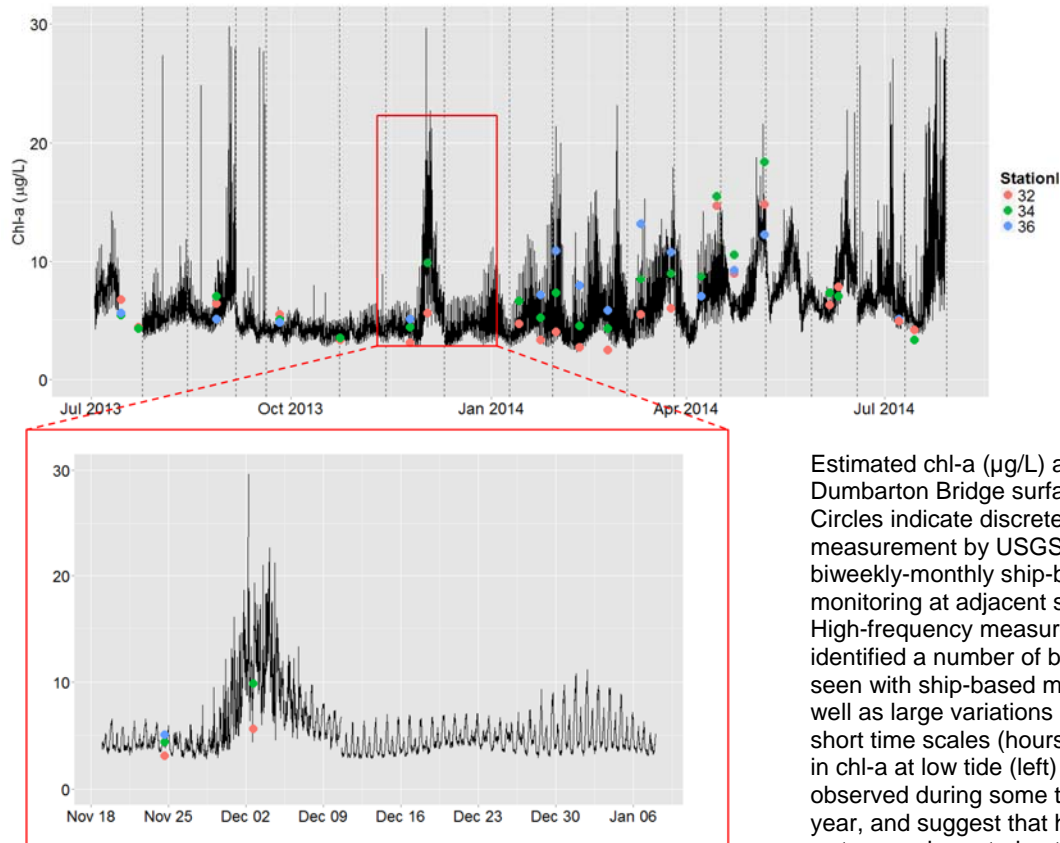 30
20
10
0
Chl-a (µg/L)
Jul 2013
Oct 2013
Jan 2014
Apr 2014
Jul 2014
StationI
32
34
36
30
20
10
0
Nov 18
Nov 25
Dec 02
Dec 09
Dec 16
Dec 23
Dec 30
Jan 06
Estimated chl-a (µg/L) a
Dumbarton Bridge surfa
Circles indicate discrete
measurement by USGS
biweekly-monthly ship-b
monitoring at adjacent s
High-frequency measur
identified a number of b
seen with ship-based m
well as large variations
short time scales (hours
in chl-a at low tide (left)
observed during some t
year, and suggest that h